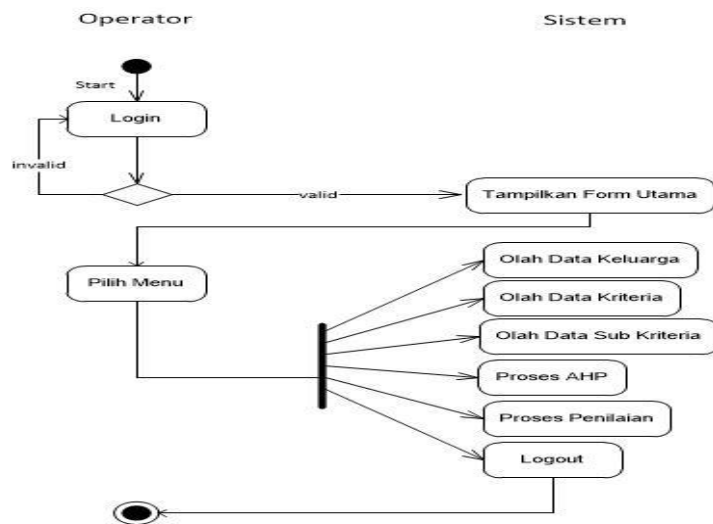 Operator
Sistem
Start
Login
invalid
valid
Tampilkan Form Utama
Pilih Menu
Olah Data Keluarga
Olah Data Kriteria
Olah Data Sub Kriteria
Proses AHP
Proses Penilaian
Logout